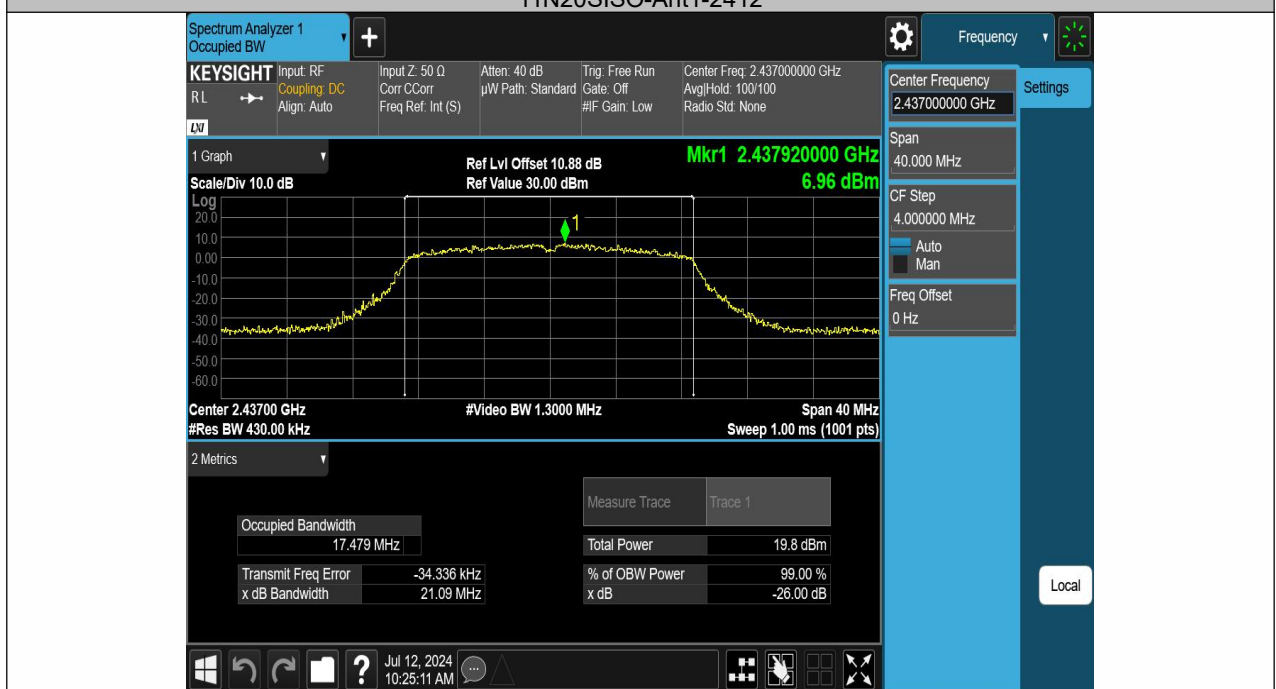 11N20SISO-Ant1-2412
Spectrum Analyzer 1
Occupied BW
Frequency
KEYSIGHT
RL
LXI
Input: RF
Coupling: DC
Align: Auto
Input Z: 50 Ω
Corr CCorr
Freq Ref: Int (S)
Atten: 40 dB
µW Path: Standard
Trig: Free Run
Gate: Off
#IF Gain: Low
Center Freq: 2.437000000 GHz
Avg|Hold: 100/100
Radio Std: None
Center Frequency
2.437000000 GHz
Settings
Span
40.000 MHz
CF Step
4.000000 MHz
Auto
Man
Freq Offset
0 Hz
Local
1 Graph
Scale/Div 10.0 dB
Ref Lvl Offset 10.88 dB
Ref Value 30.00 dBm
Mkr1 2.437920000 GHz
6.96 dBm
Log
20.0
10.0
0.00
-10.0
-20.0
-30.0
-40.0
-50.0
-60.0
1
Center 2.43700 GHz
#Video BW 1.3000 MHz
Span 40 MHz
#Res BW 430.00 kHz
Sweep 1.00 ms (1001 pts)
2 Metrics
Measure Trace Trace 1
Occupied Bandwidth
17.479 MHz
Total Power 19.8 dBm
Transmit Freq Error -34.336 kHz
% of OBW Power 99.00 %
x dB Bandwidth 21.09 MHz
x dB -26.00 dB
Jul 12, 2024
10:25:11 AM